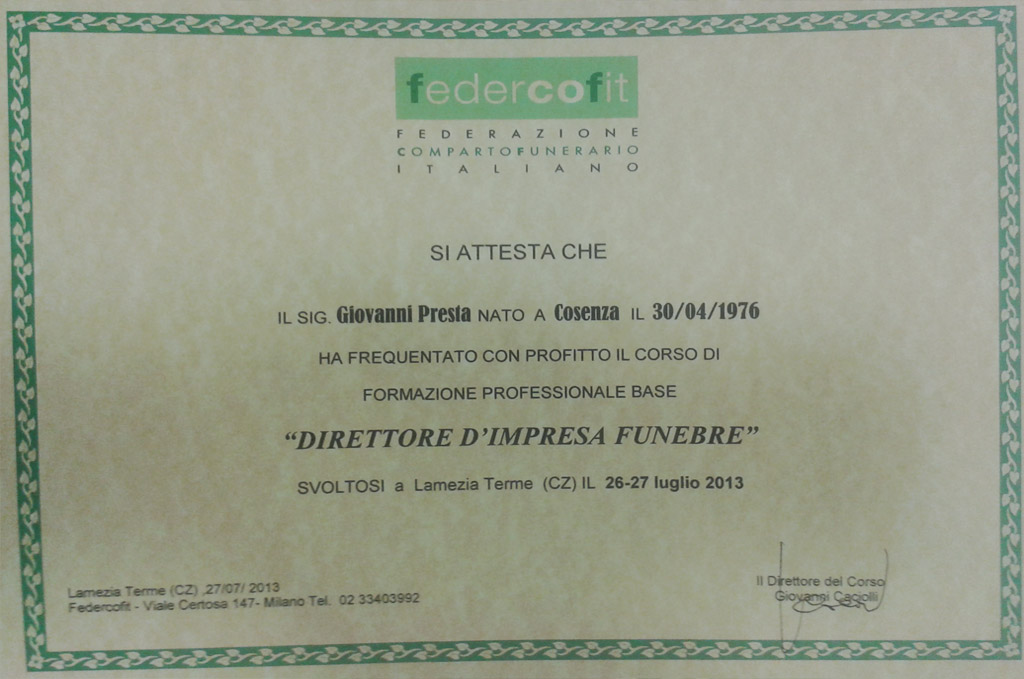 federcofit
FEDERAZIONE
COMPARTOFUNERARIO
ITALIANO
SI ATTESTA CHE
IL SIG. Giovanni Presta NATO A Cosenza IL 30/04/1976
HA FREQUENTATO CON PROFITTO IL CORSO DI
FORMAZIONE PROFESSIONALE BASE
“DIRETTORE D’IMPRESA FUNEBRE”
SVOLTOSI a Lamezia Terme (CZ) IL 26-27 luglio 2013
Lamezia Terme (CZ) ,27/07/ 2013
Federcofit - Viale Certosa 147- Milano Tel. 02 33403992
Il Direttore del Corso
Giovanni Caciolli